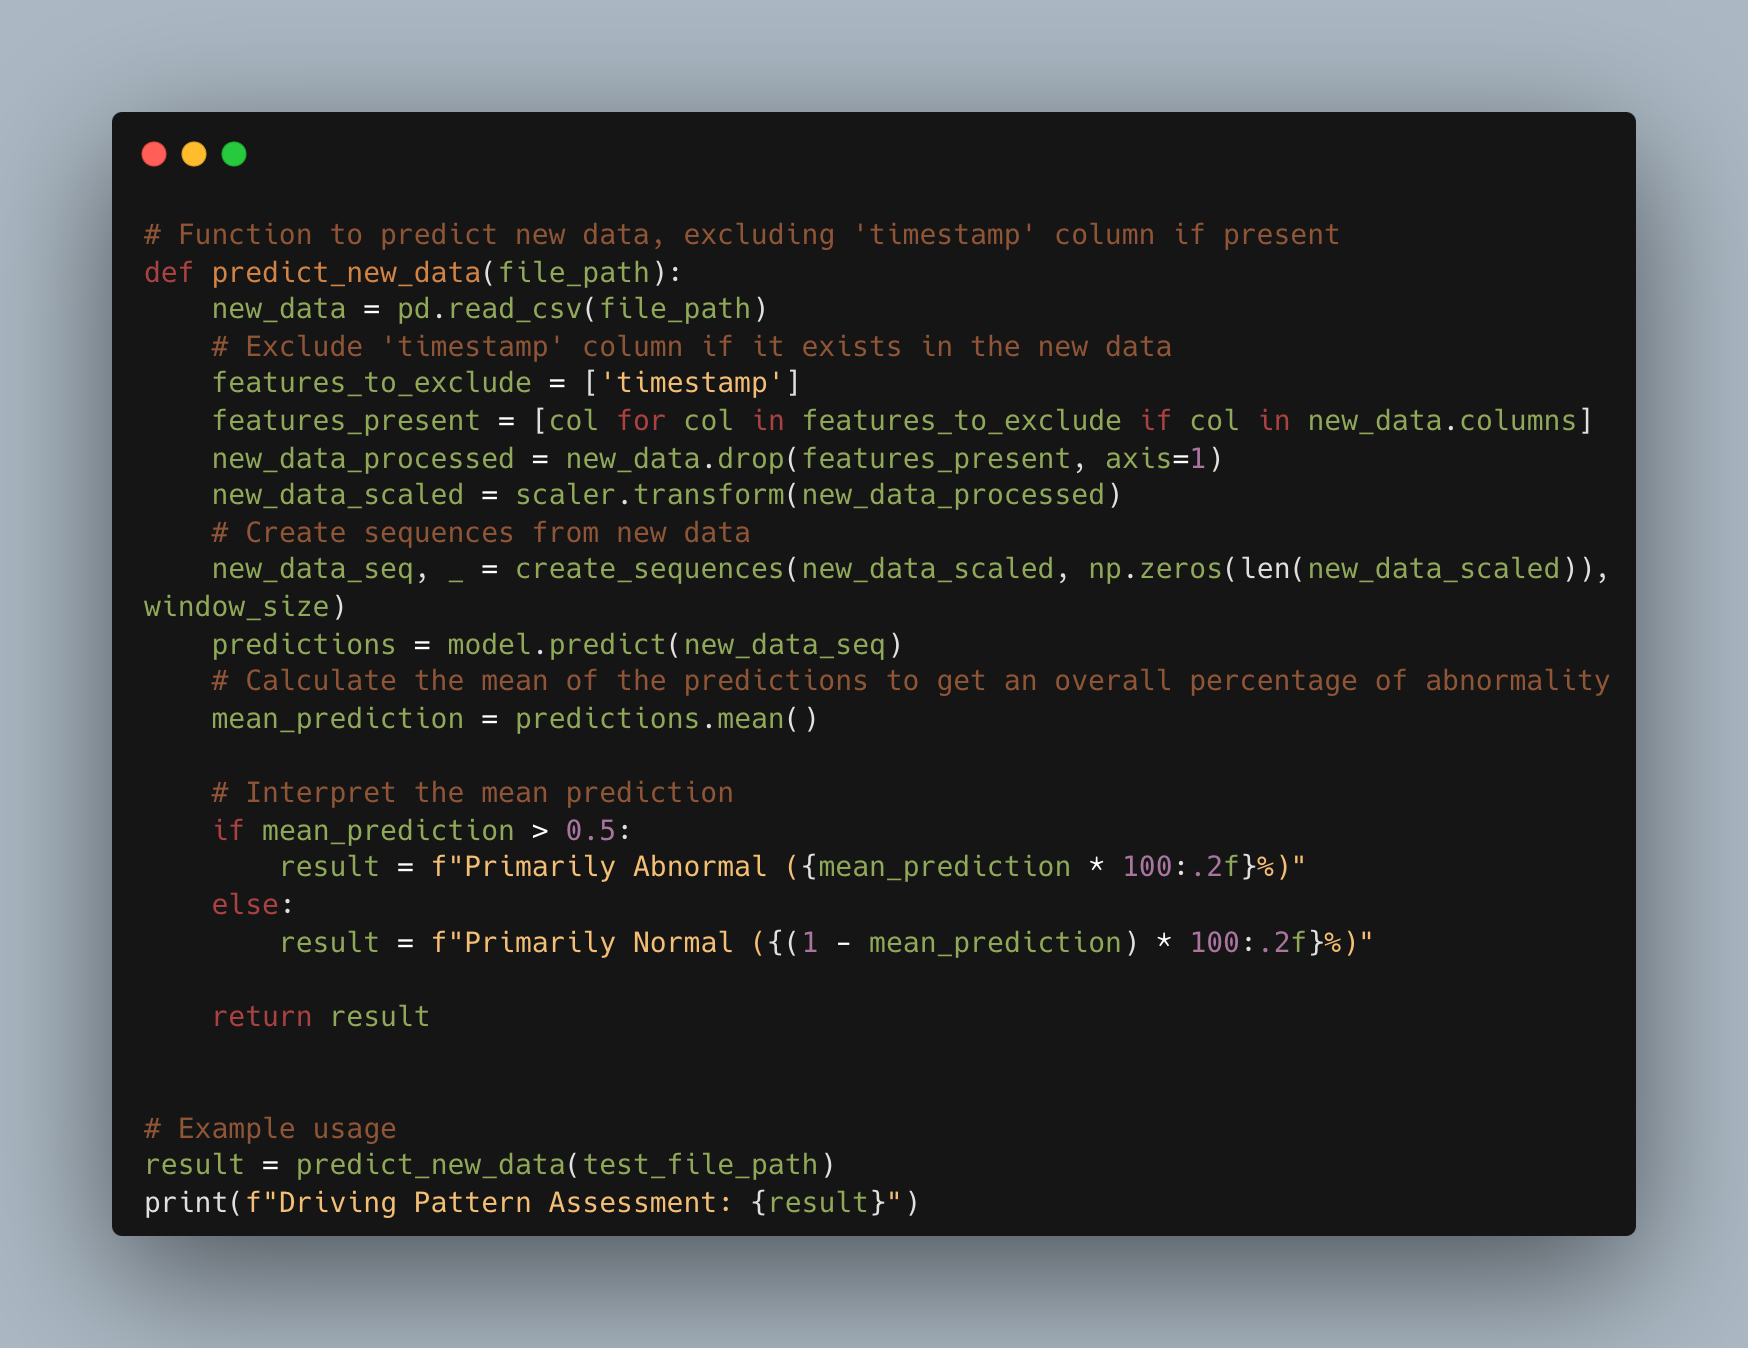 # Function to predict new data, excluding 'timestamp' column if present
def predict_new_data(file_path):
    new_data = pd.read_csv(file_path)
    # Exclude 'timestamp' column if it exists in the new data
    features_to_exclude = ['timestamp']
    features_present = [col for col in features_to_exclude if col in new_data.columns]
    new_data_processed = new_data.drop(features_present, axis=1)
    new_data_scaled = scaler.transform(new_data_processed)
    # Create sequences from new data
    new_data_seq, _ = create_sequences(new_data_scaled, np.zeros(len(new_data_scaled)),
window_size)
    predictions = model.predict(new_data_seq)
    # Calculate the mean of the predictions to get an overall percentage of abnormality
    mean_prediction = predictions.mean()

    # Interpret the mean prediction
    if mean_prediction > 0.5:
        result = f"Primarily Abnormal ({mean_prediction * 100:.2f}%)"
    else:
        result = f"Primarily Normal ({(1 - mean_prediction) * 100:.2f}%)"

    return result


# Example usage
result = predict_new_data(test_file_path)
print(f"Driving Pattern Assessment: {result}")